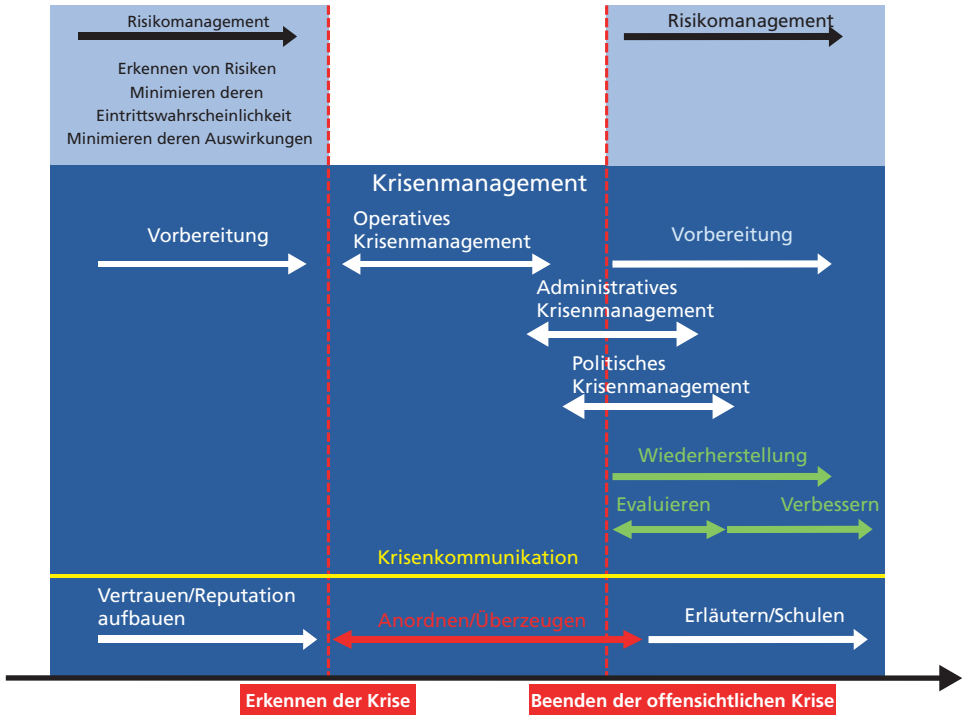 Risikomanagement
Erkennen von Risiken
Minimieren deren
Eintrittswahrscheinlichkeit
Minimieren deren Auswirkungen
Risikomanagement
Krisenmanagement
Vorbereitung
Operatives
Krisenmanagement
Vorbereitung
Administratives
Krisenmanagement
Politisches
Krisenmanagement
Wiederherstellung
Evaluieren
Verbessern
Krisenkommunikation
Vertrauen/Reputation
aufbauen
Anordnen/Überzeugen
Erläutern/Schulen
Erkennen der Krise
Beenden der offensichtlichen Krise